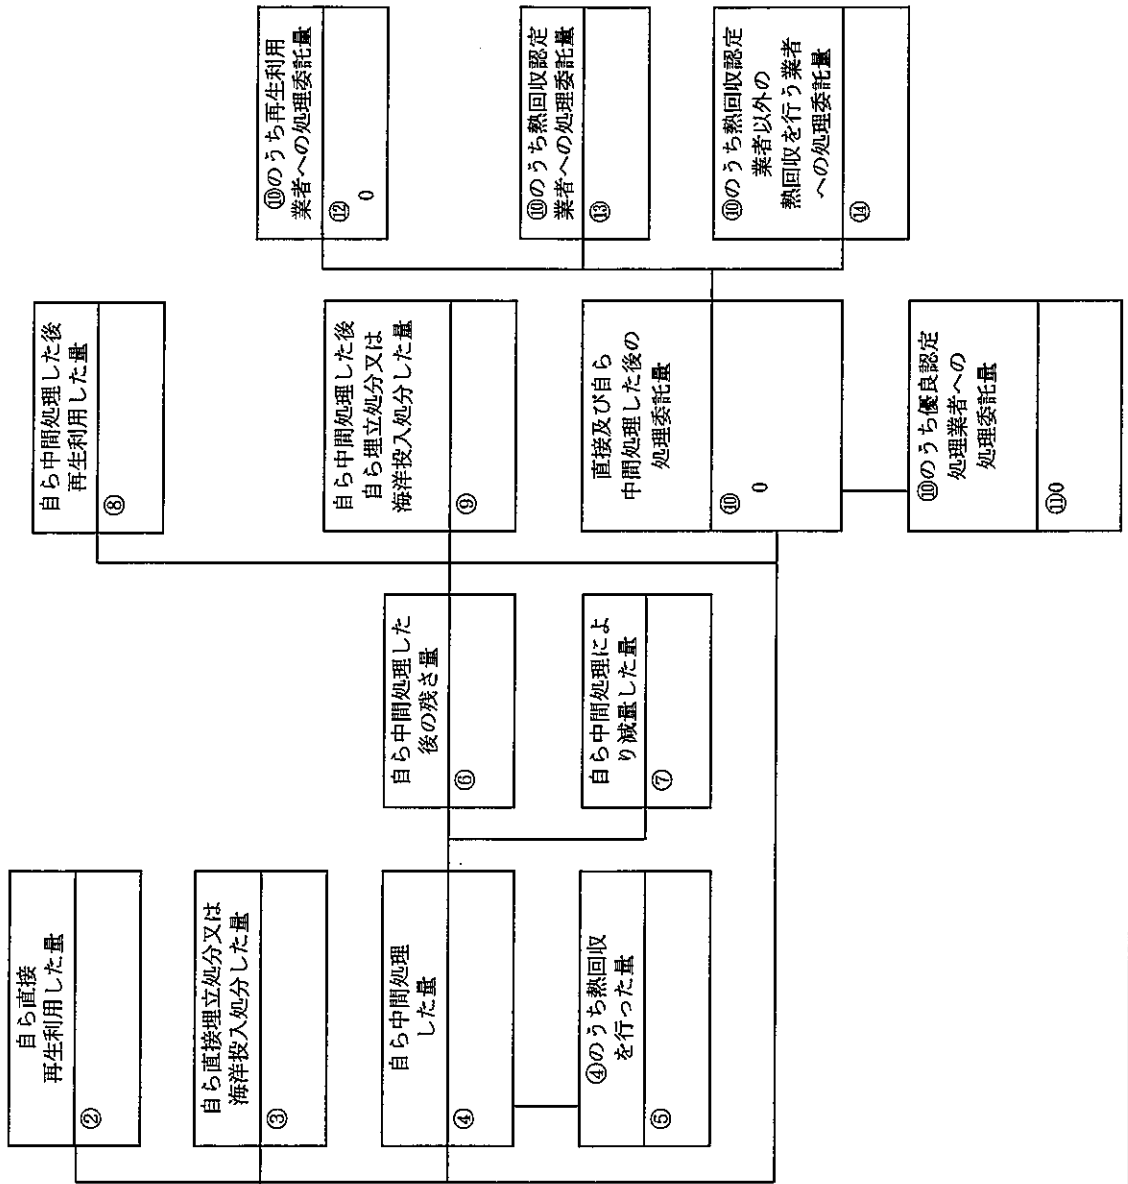 自ら直接
再生利用した量
②
自ら直接埋立処分又は
海洋投入処分した量
③
自ら中間処理
した量
④
④のうち熱回収
を行った量
⑤
自ら中間処理した
後の残さ量
⑥
自ら中間処理によ
り減量した量
⑦
自ら中間処理した後
再生利用した量
⑧
自ら中間処理した後
自ら埋立処分又は
海洋投入処分した量
⑨
直接及び自ら
中間処理した後の
処理委託量
⑩
0
⑩のうち優良認定
処理業者への
処理委託量
⑪0
⑩のうち再生利用
業者への処理委託量
⑫
0
⑩のうち熱回収認定
業者への処理委託量
⑬
⑩のうち熱回収認定
業者以外の
熱回収を行う業者
への処理委託量
⑭